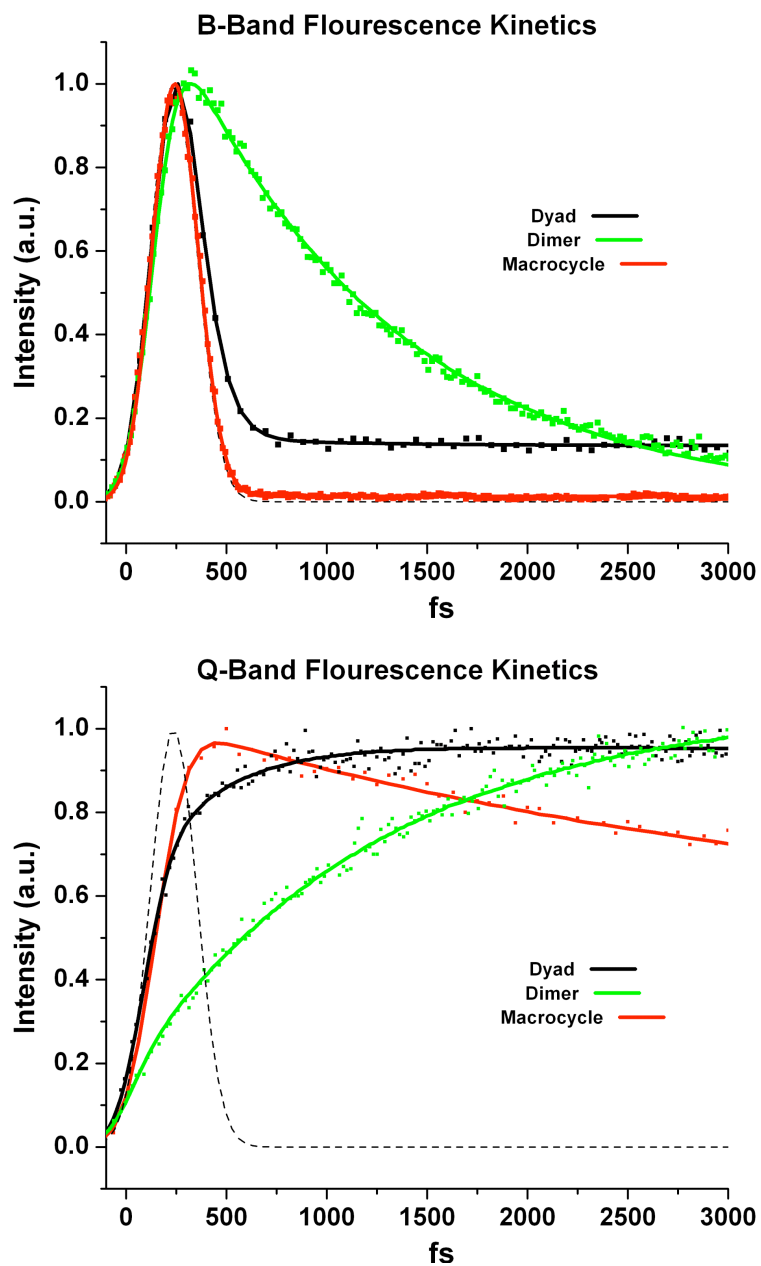 B-Band Flourescence Kinetics
1.0
0.8
0.6
0.4
0.2
0.0
Intensity (a.u.)
Dyad
Dimer
Macrocycle
0 500 1000 1500 2000 2500 3000
fs
Q-Band Flourescence Kinetics
1.0
0.8
0.6
0.4
0.2
0.0
Intensity (a.u.)
Dyad
Dimer
Macrocycle
0 500 1000 1500 2000 2500 3000
fs